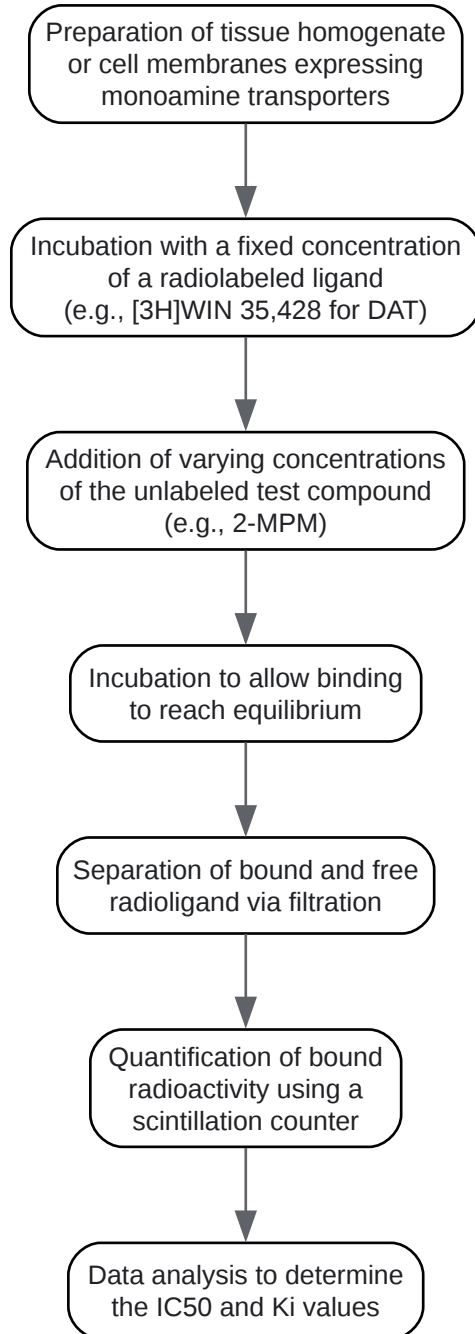 Preparation of tissue homogenate
or cell membranes expressing
monoamine transporters
Incubation with a fixed concentration
of a radiolabeled ligand
(e.g., [3H]WIN 35,428 for DAT)
Addition of varying concentrations
of the unlabeled test compound
(e.g., 2-MPM)
Incubation to allow binding
to reach equilibrium
Separation of bound and free
radioligand via filtration
Quantification of bound
radioactivity using a
scintillation counter
Data analysis to determine
the IC50 and Ki values